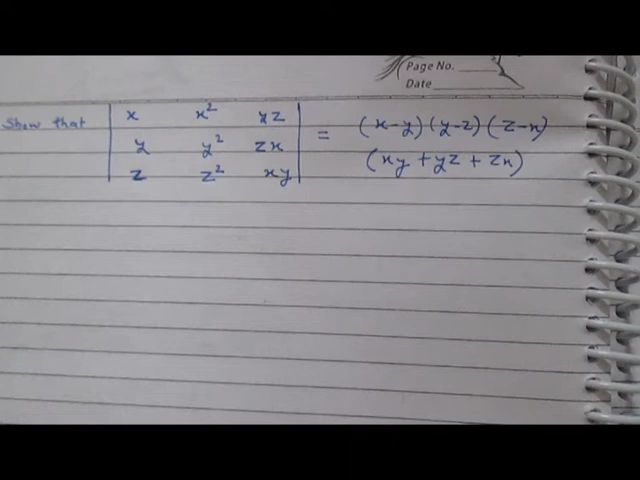 Page No.
Date
Show that | x x² yz | = (x-y) (y-z) (z-x)
| y y² zx | (xy + yz + zx)
| z z² xy |